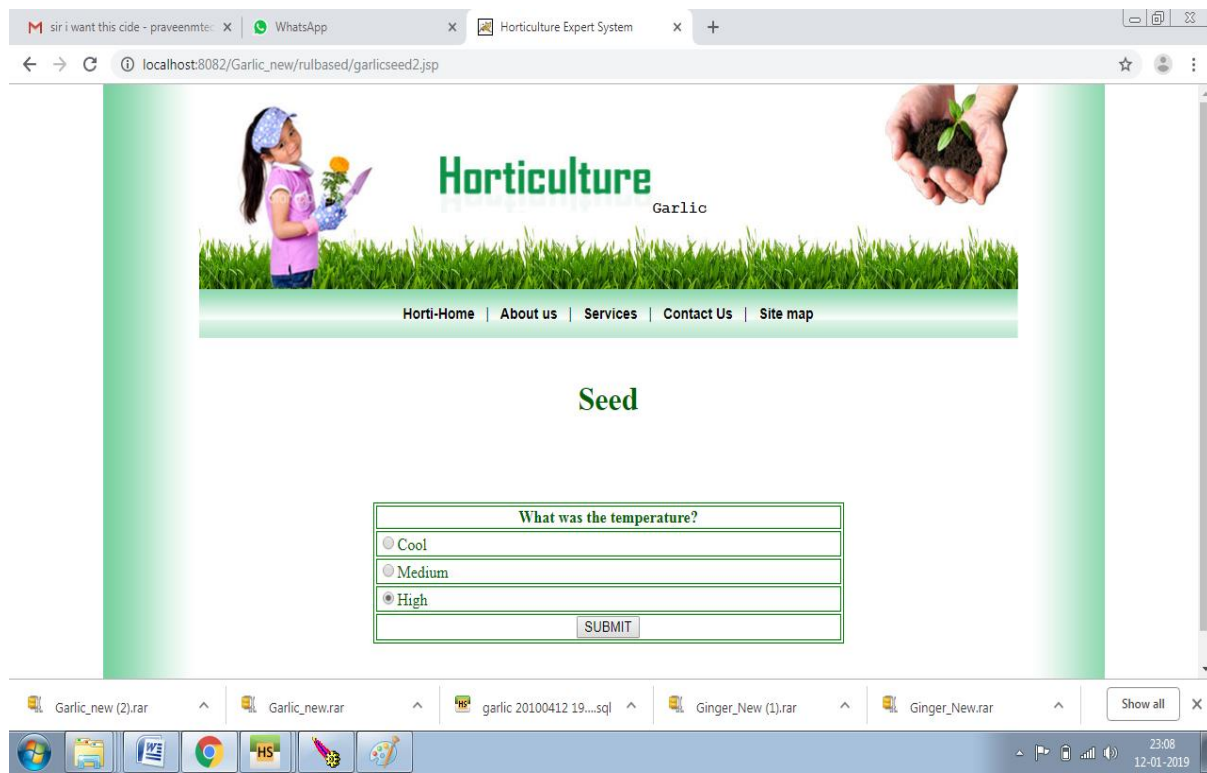 sir i want this cide - praveenmtec
WhatsApp
Horticulture Expert System
localhost:8082/Garlic_new/rulbased/garlicseed2.jsp
Horticulture
Garlic
Horti-Home | About us | Services | Contact Us | Site map
Seed
What was the temperature?
Cool
Medium
High
SUBMIT
Garlic_new (2).rar
Garlic_new.rar
garlic 20100412 19....sql
Ginger_New (1).rar
Ginger_New.rar
Show all
HS
23:08
12-01-2019